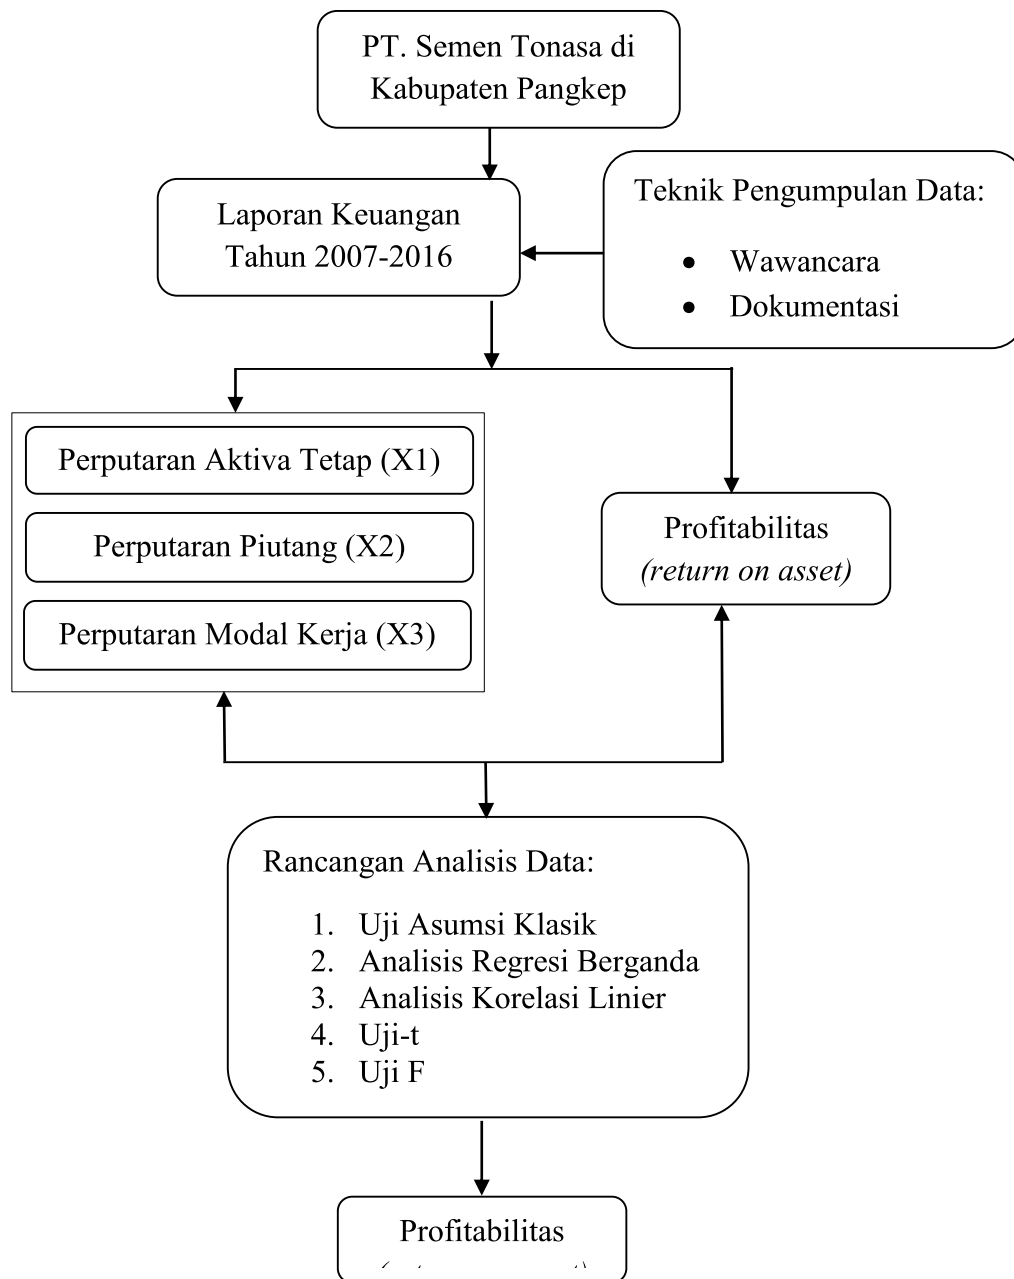 PT. Semen Tonasa di
Kabupaten Pangkep
Laporan Keuangan
Tahun 2007-2016
Teknik Pengumpulan Data:
• Wawancara
• Dokumentasi
Perputaran Aktiva Tetap (X1)
Perputaran Piutang (X2)
Perputaran Modal Kerja (X3)
Profitabilitas
(return on asset)
Rancangan Analisis Data:
1. Uji Asumsi Klasik
2. Analisis Regresi Berganda
3. Analisis Korelasi Linier
4. Uji-t
5. Uji F
Profitabilitas